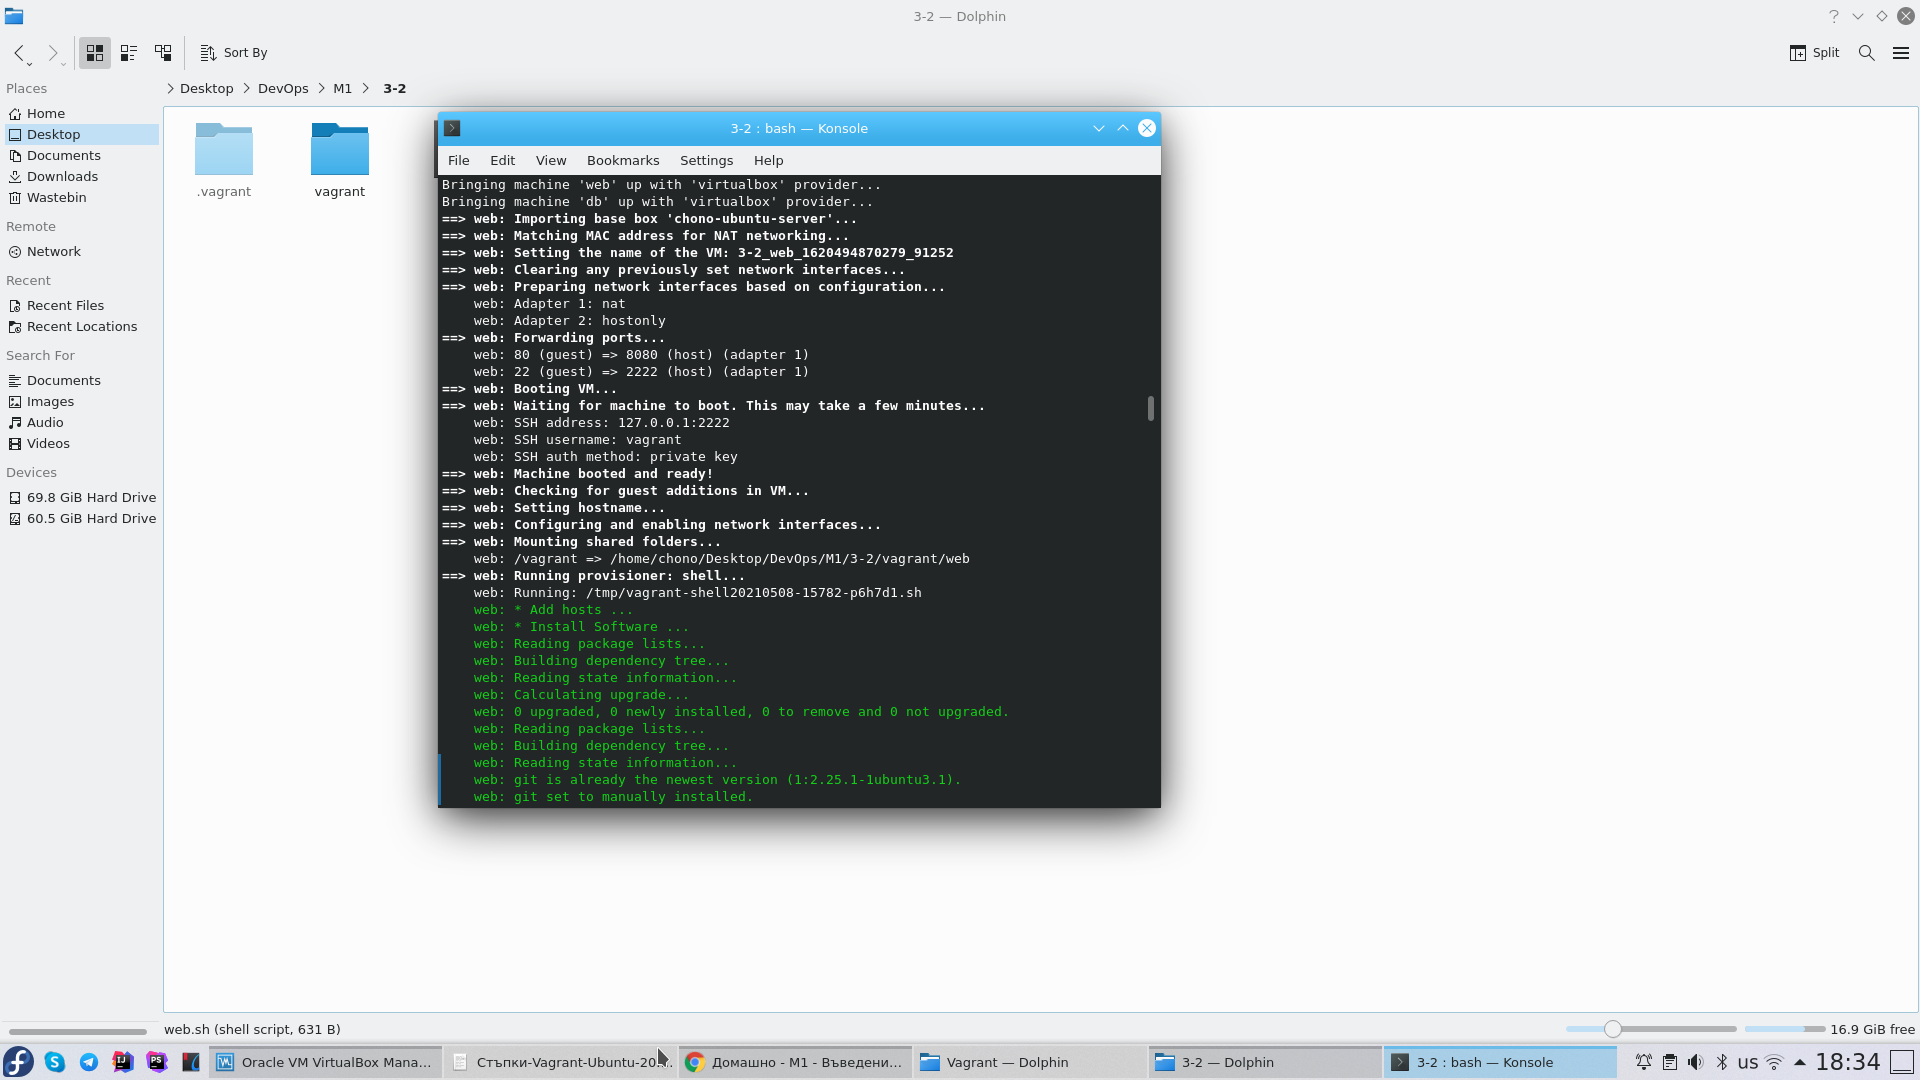 3-2 — Dolphin
Sort By
Split
Places
Desktop
DevOps
M1
3-2
Home
Desktop
Documents
Downloads
Wastebin
Remote
Network
Recent
Recent Files
Recent Locations
Search For
Documents
Images
Audio
Videos
Devices
69.8 GiB Hard Drive
60.5 GiB Hard Drive
.vagrant
vagrant
3-2 : bash — Konsole
File Edit View Bookmarks Settings Help
Bringing machine 'web' up with 'virtualbox' provider...
Bringing machine 'db' up with 'virtualbox' provider...
==> web: Importing base box 'chono-ubuntu-server'...
==> web: Matching MAC address for NAT networking...
==> web: Setting the name of the VM: 3-2_web_1620494870279_91252
==> web: Clearing any previously set network interfaces...
==> web: Preparing network interfaces based on configuration...
web: Adapter 1: nat
web: Adapter 2: hostonly
==> web: Forwarding ports...
web: 80 (guest) => 8080 (host) (adapter 1)
web: 22 (guest) => 2222 (host) (adapter 1)
==> web: Booting VM...
==> web: Waiting for machine to boot. This may take a few minutes...
web: SSH address: 127.0.0.1:2222
web: SSH username: vagrant
web: SSH auth method: private key
==> web: Machine booted and ready!
==> web: Checking for guest additions in VM...
==> web: Setting hostname...
==> web: Configuring and enabling network interfaces...
==> web: Mounting shared folders...
web: /vagrant => /home/chono/Desktop/DevOps/M1/3-2/vagrant/web
==> web: Running provisioner: shell...
web: Running: /tmp/vagrant-shell20210508-15782-p6h7d1.sh
web: * Add hosts ...
web: * Install Software ...
web: Reading package lists...
web: Building dependency tree...
web: Reading state information...
web: Calculating upgrade...
web: 0 upgraded, 0 newly installed, 0 to remove and 0 not upgraded.
web: Reading package lists...
web: Building dependency tree...
web: Reading state information...
web: git is already the newest version (1:2.25.1-1ubuntu3.1).
web: git set to manually installed.
web.sh (shell script, 631 B)
16.9 GiB free
Oracle VM VirtualBox Mana...
Стъпки-Vagrant-Ubuntu-20...
Домашно - М1 - Въведени...
Vagrant — Dolphin
3-2 — Dolphin
3-2 : bash — Konsole
us
18:34